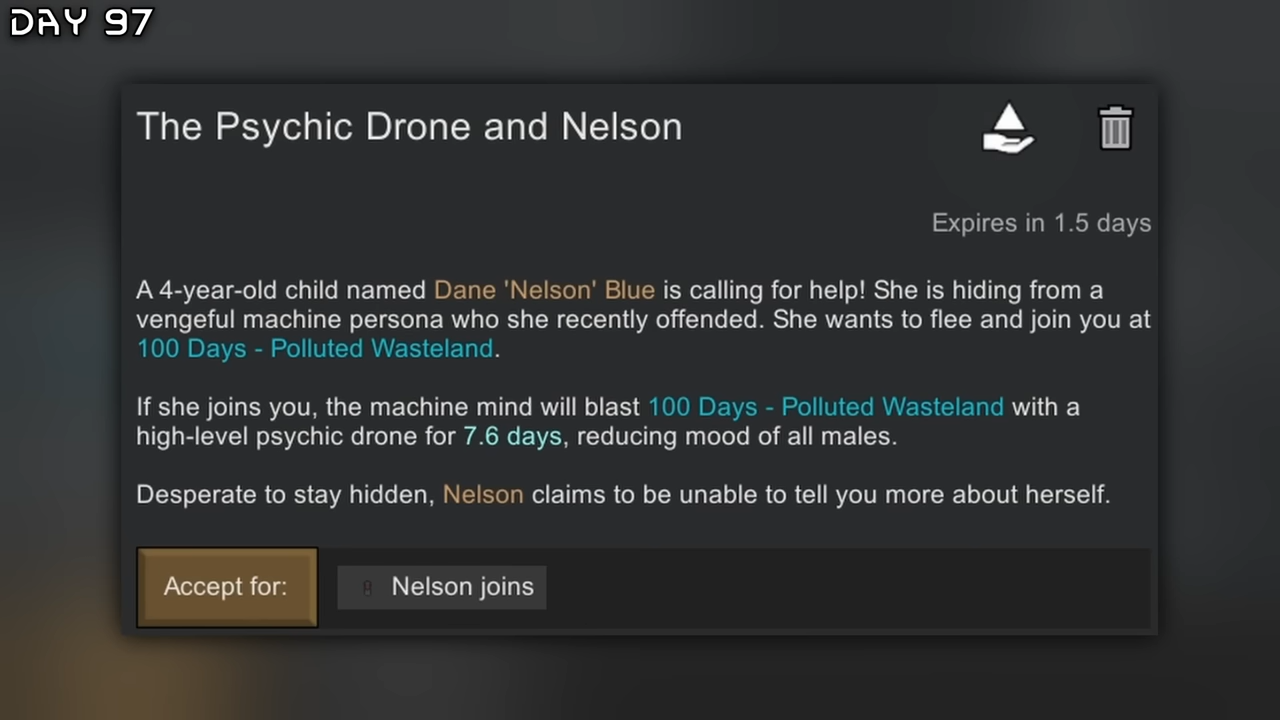 DAY 97
The Psychic Drone and Nelson
Expires in 1.5 days
A 4-year-old child named Dane 'Nelson' Blue is calling for help! She is hiding from a
vengeful machine persona who she recently offended. She wants to flee and join you at
100 Days - Polluted Wasteland.
If she joins you, the machine mind will blast 100 Days - Polluted Wasteland with a
high-level psychic drone for 7.6 days, reducing mood of all males.
Desperate to stay hidden, Nelson claims to be unable to tell you more about herself.
Accept for:
Nelson joins